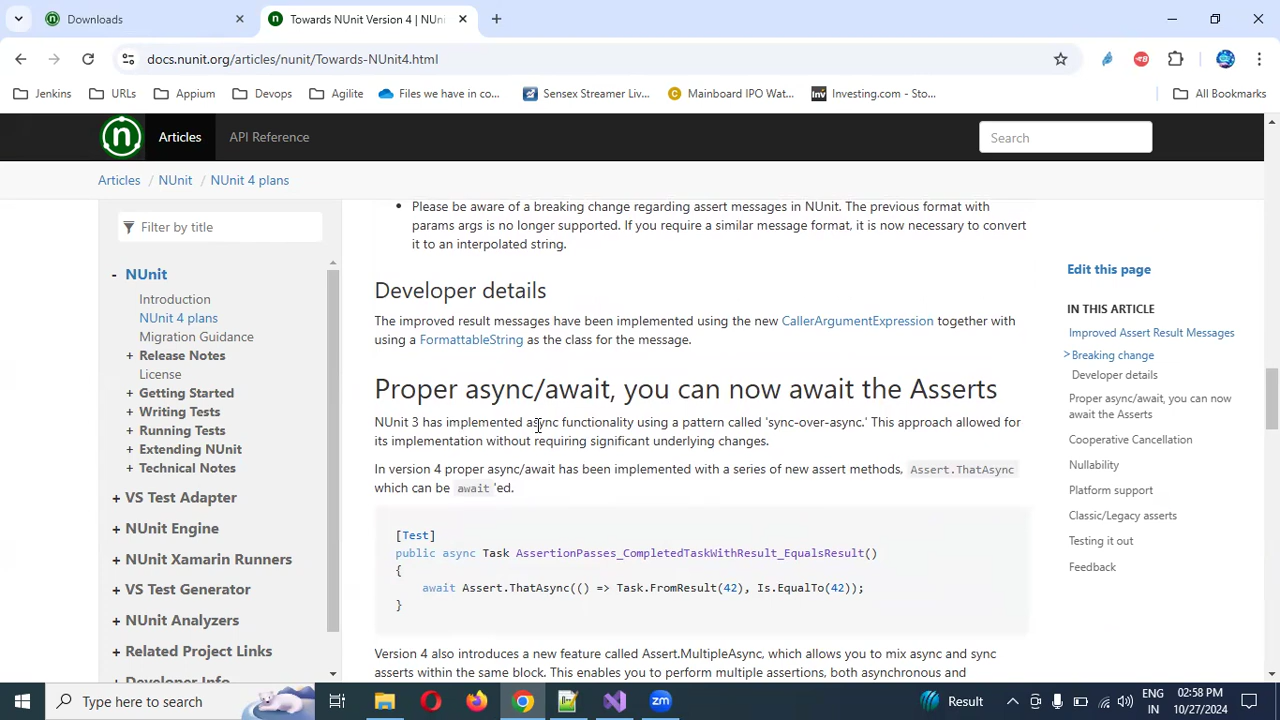 Downloads
Towards NUnit Version 4 | NUn
docs.nunit.org/articles/nunit/Towards-NUnit4.html
Jenkins
URLs
Appium
Devops
Agilite
Files we have in co...
Sensex Streamer Liv...
Mainboard IPO Wat...
Inv
Investing.com - Sto...
All Bookmarks
n
Articles
API Reference
Search
Articles / NUnit / NUnit 4 plans
Filter by title
- NUnit
Introduction
NUnit 4 plans
Migration Guidance
+ Release Notes
License
+ Getting Started
+ Writing Tests
+ Running Tests
+ Extending NUnit
+ Technical Notes
+ VS Test Adapter
+ NUnit Engine
+ NUnit Xamarin Runners
+ VS Test Generator
+ NUnit Analyzers
+ Related Project Links
+ Developer Info
• Please be aware of a breaking change regarding assert messages in NUnit. The previous format with
params args is no longer supported. If you require a similar message format, it is now necessary to convert
it to an interpolated string.
Developer details
The improved result messages have been implemented using the new CallerArgumentExpression together with
using a FormattableString as the class for the message.
Proper async/await, you can now await the Asserts
NUnit 3 has implemented async functionality using a pattern called 'sync-over-async.' This approach allowed for
its implementation without requiring significant underlying changes.
In version 4 proper async/await has been implemented with a series of new assert methods, Assert.ThatAsync
which can be await 'ed.
[Test]
public async Task AssertionPasses_CompletedTaskWithResult_EqualsResult()
{
await Assert.ThatAsync(() => Task.FromResult(42), Is.EqualTo(42));
}
Version 4 also introduces a new feature called Assert.MultipleAsync, which allows you to mix async and sync
asserts within the same block. This enables you to perform multiple assertions, both asynchronous and
Edit this page
IN THIS ARTICLE
Improved Assert Result Messages
> Breaking change
Developer details
Proper async/await, you can now
await the Asserts
Cooperative Cancellation
Nullability
Platform support
Classic/Legacy asserts
Testing it out
Feedback
Type here to search
zm
Result
ENG
IN
02:58 PM
10/27/2024